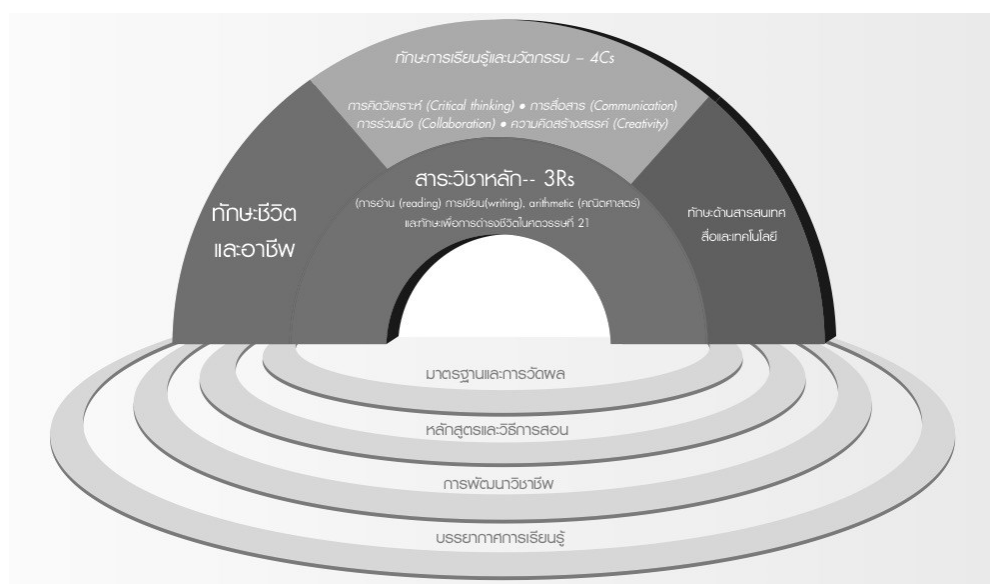 ทักษะการเรียนรู้และนวัตกรรม – 4Cs
การคิดวิเคราะห์ (Critical thinking) • การสื่อสาร (Communication)
การร่วมมือ (Collaboration) • ความคิดสร้างสรรค์ (Creativity)
สาระวิชาหลัก-- 3Rs
(การอ่าน (reading) การเขียน(writing), arithmetic (คณิตศาสตร์)
และทักษะเพื่อการดำรงชีวิตในศตวรรษที่ 21
ทักษะชีวิต
และอาชีพ
ทักษะด้านสารสนเทศ
สื่อและเทคโนโลยี
มาตรฐานและการวัดผล
หลักสูตรและวิธีการสอน
การพัฒนาวิชาชีพ
บรรยากาศการเรียนรู้